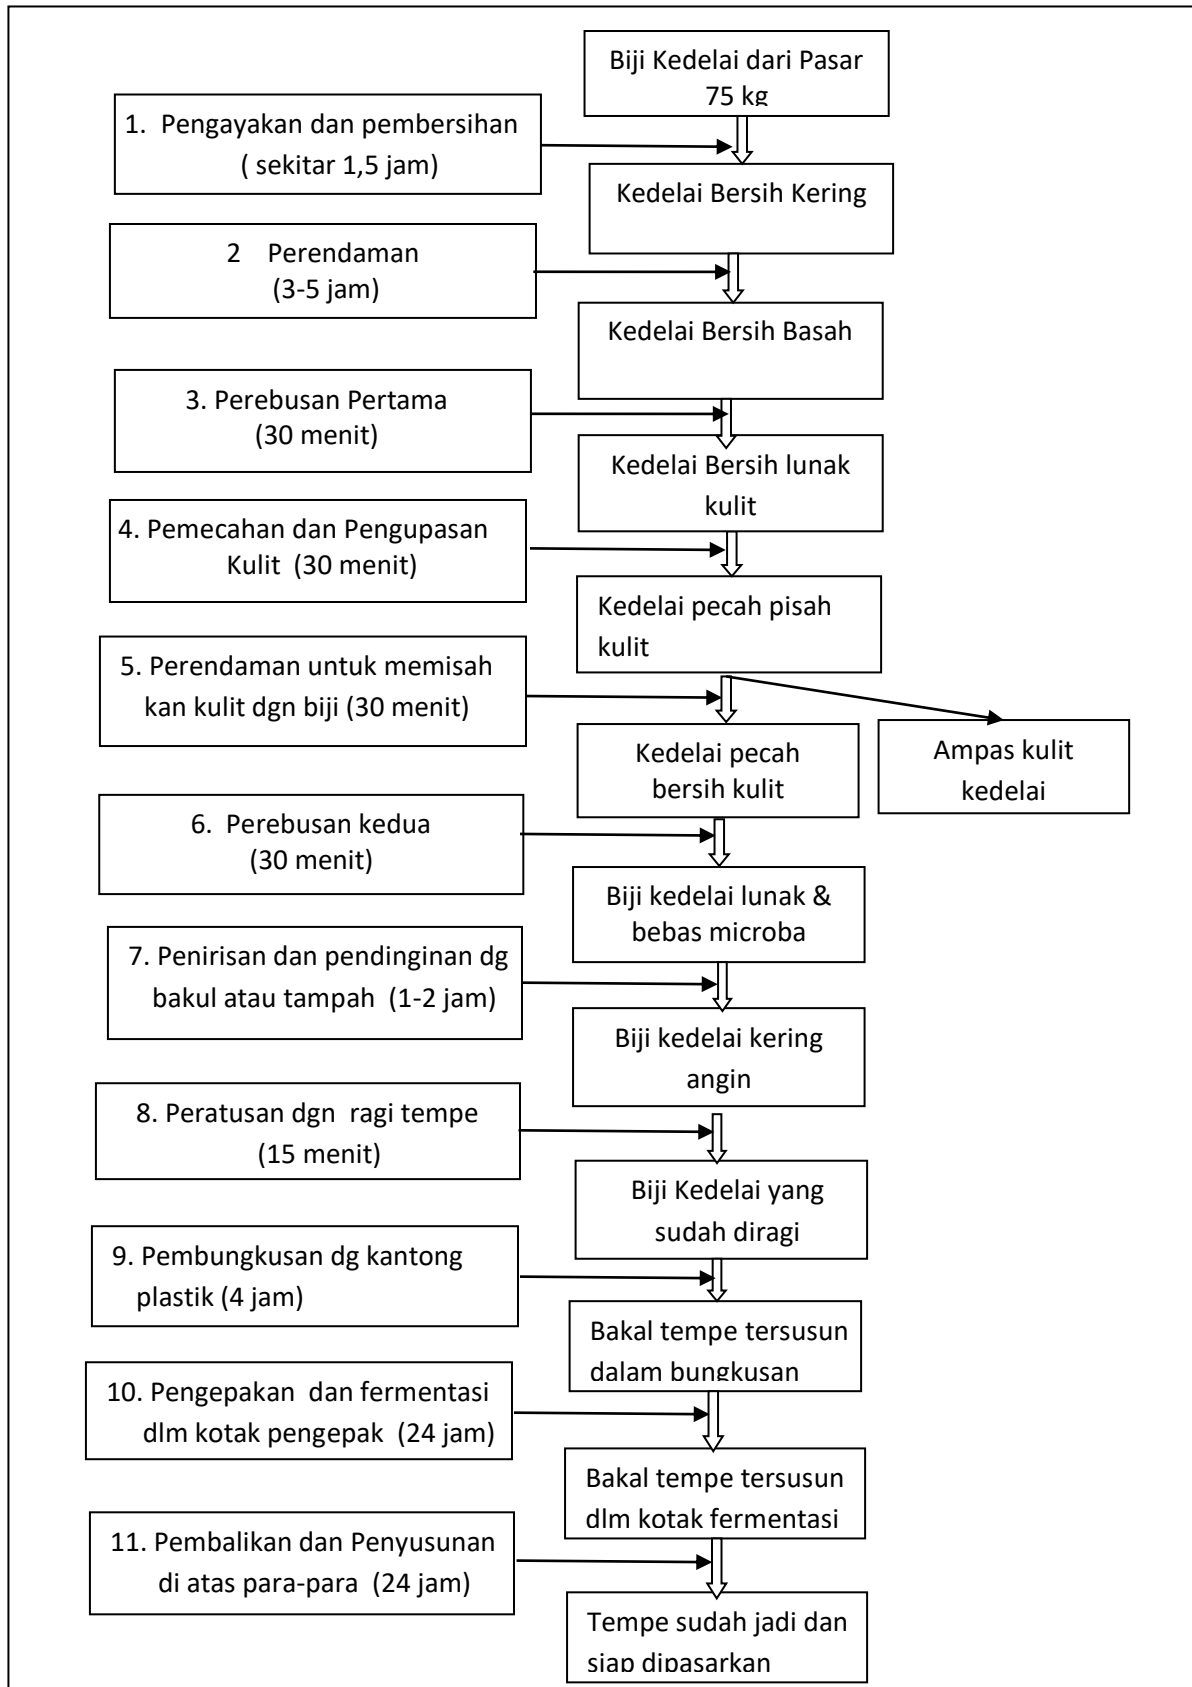 Biji Kedelai dari Pasar
75 kg
1. Pengayakan dan pembersihan
( sekitar 1,5 jam)
Kedelai Bersih Kering
2 Perendaman
(3-5 jam)
Kedelai Bersih Basah
3. Perebusan Pertama
(30 menit)
Kedelai Bersih lunak
kulit
4. Pemecahan dan Pengupasan
Kulit (30 menit)
Kedelai pecah pisah
kulit
5. Perendaman untuk memisah
kan kulit dgn biji (30 menit)
Kedelai pecah
bersih kulit
Ampas kulit
kedelai
6. Perebusan kedua
(30 menit)
Biji kedelai lunak &
bebas microba
7. Penirisan dan pendinginan dg
bakul atau tampah (1-2 jam)
Biji kedelai kering
angin
8. Peratusan dgn ragi tempe
(15 menit)
Biji Kedelai yang
sudah diragi
9. Pembungkusan dg kantong
plastik (4 jam)
Bakal tempe tersusun
dalam bungkusan
10. Pengepakan dan fermentasi
dlm kotak pengepak (24 jam)
Bakal tempe tersusun
dlm kotak fermentasi
11. Pembalikan dan Penyusunan
di atas para-para (24 jam)
Tempe sudah jadi dan
siap dipasarkan